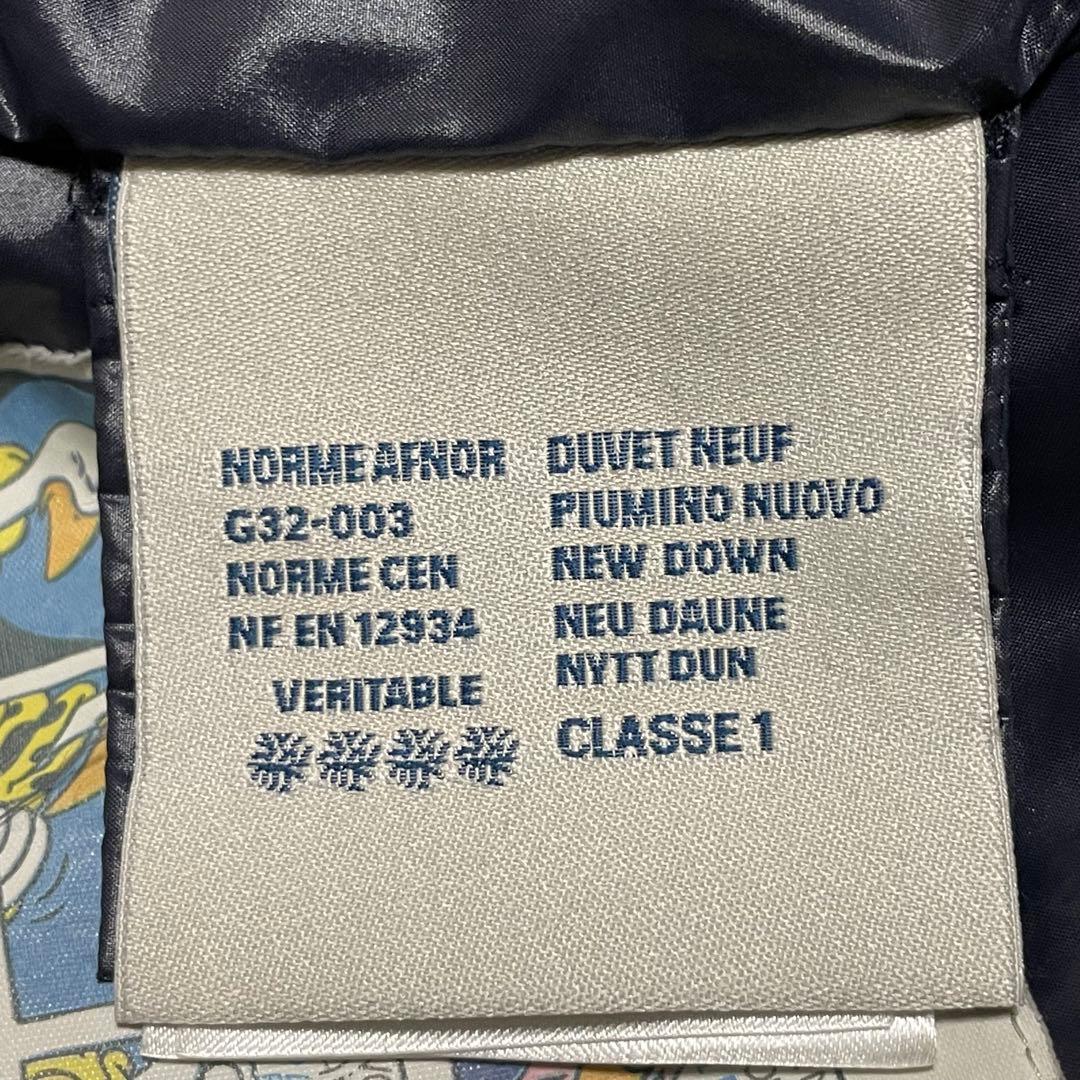 NORME AFNOR
G32-003
NORME CEN
NF EN 12934
VERITABLE
DUVET NEUF
PIUMINO NUOVO
NEW DOWN
NEU DAUNE
NYTT DUN
CLASSE 1